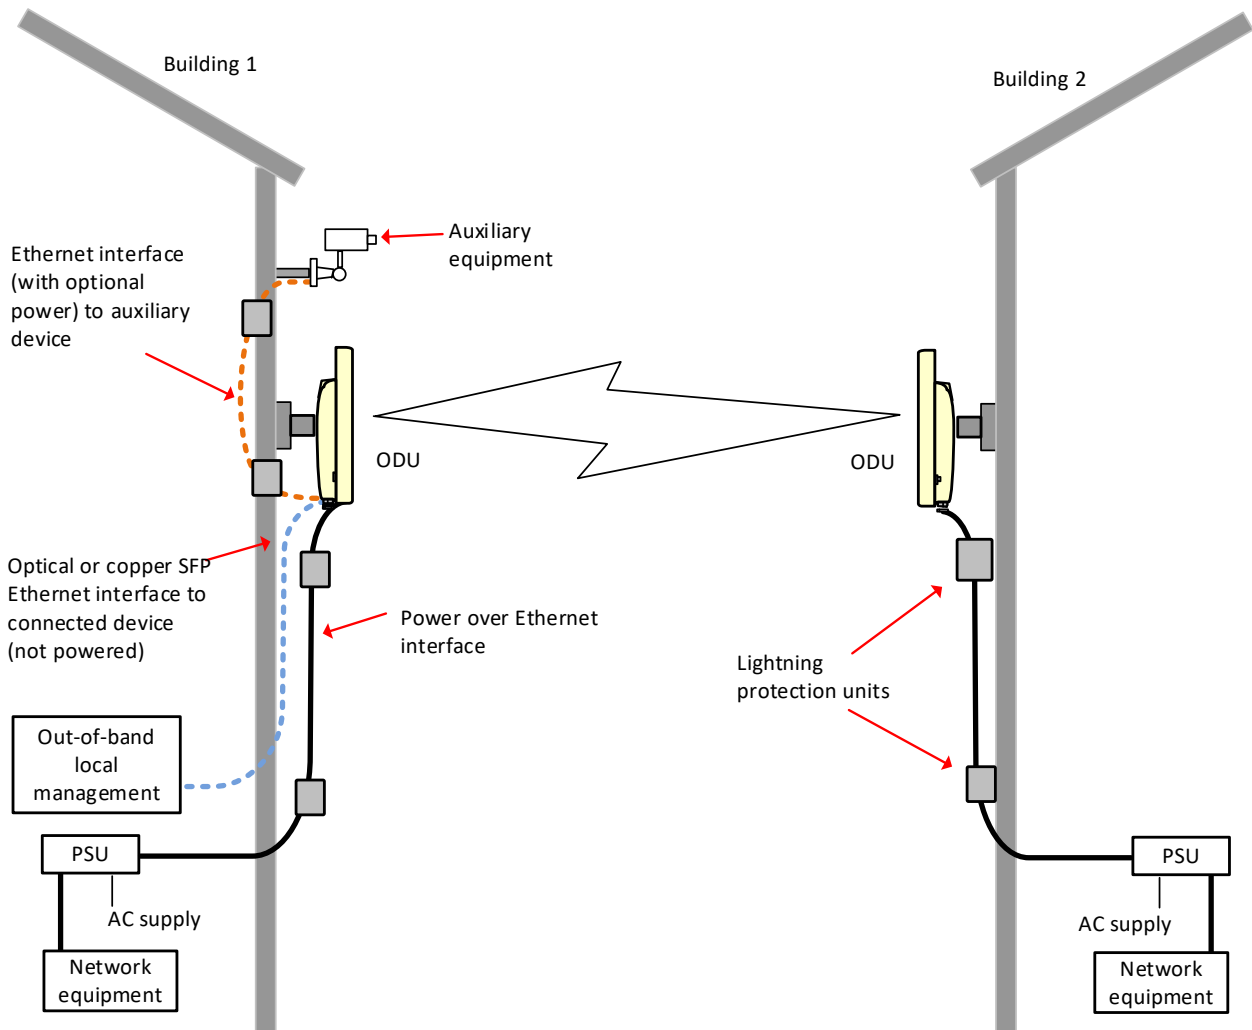 Building 1
Building 2
Auxiliary
equipment
Ethernet interface
(with optional
power) to auxiliary
device
ODU
ODU
Optical or copper SFP
Ethernet interface to
connected device
(not powered)
Power over Ethernet
interface
Lightning
protection units
Out-of-band
local
management
PSU
AC supply
Network
equipment
PSU
AC supply
Network
equipment